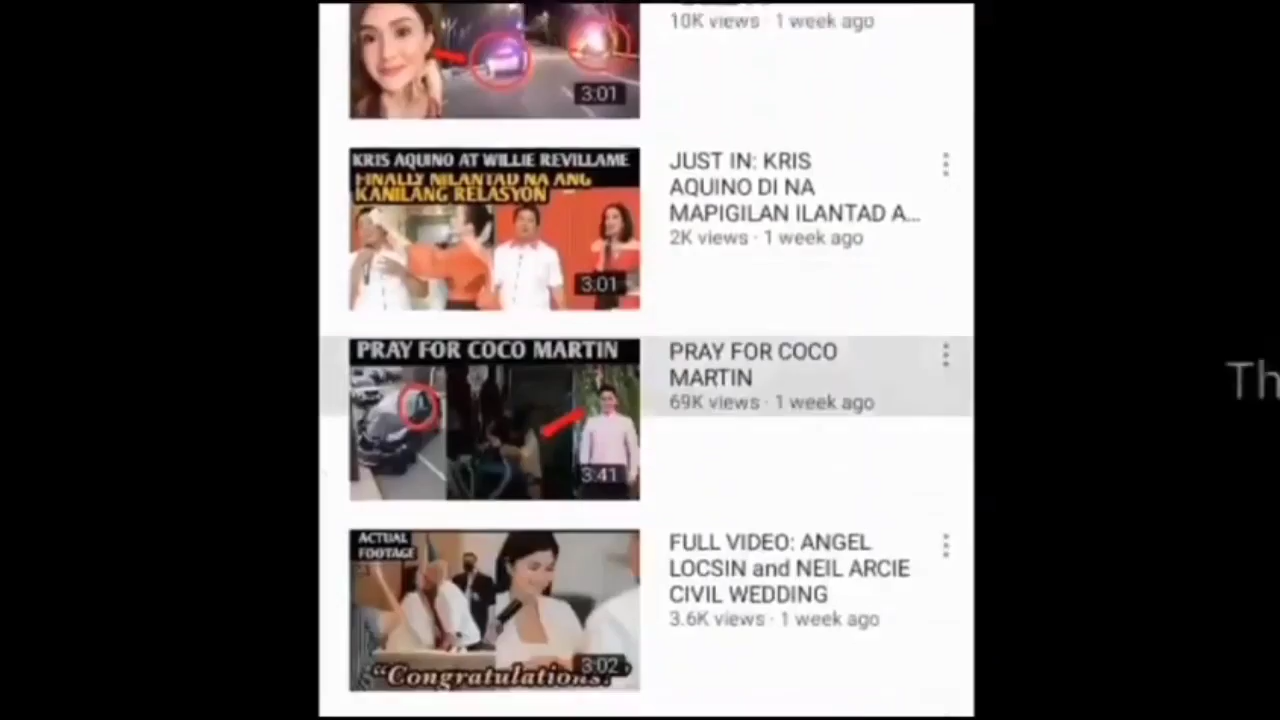 10K views · 1 week ago
3:01
KRIS AQUINO AT WILLIE REVILLAME
FINALLY NILANTAD NA ANG
KANILANG RELASYON
3:01
JUST IN: KRIS
AQUINO DI NA
MAPIGILAN ILANTAD A...
2K views · 1 week ago
PRAY FOR COCO MARTIN
3:41
PRAY FOR COCO
MARTIN
69K views · 1 week ago
ACTUAL
FOOTAGE
"Congratulations."
3:02
FULL VIDEO: ANGEL
LOCSIN and NEIL ARCIE
CIVIL WEDDING
3.6K views · 1 week ago
Th